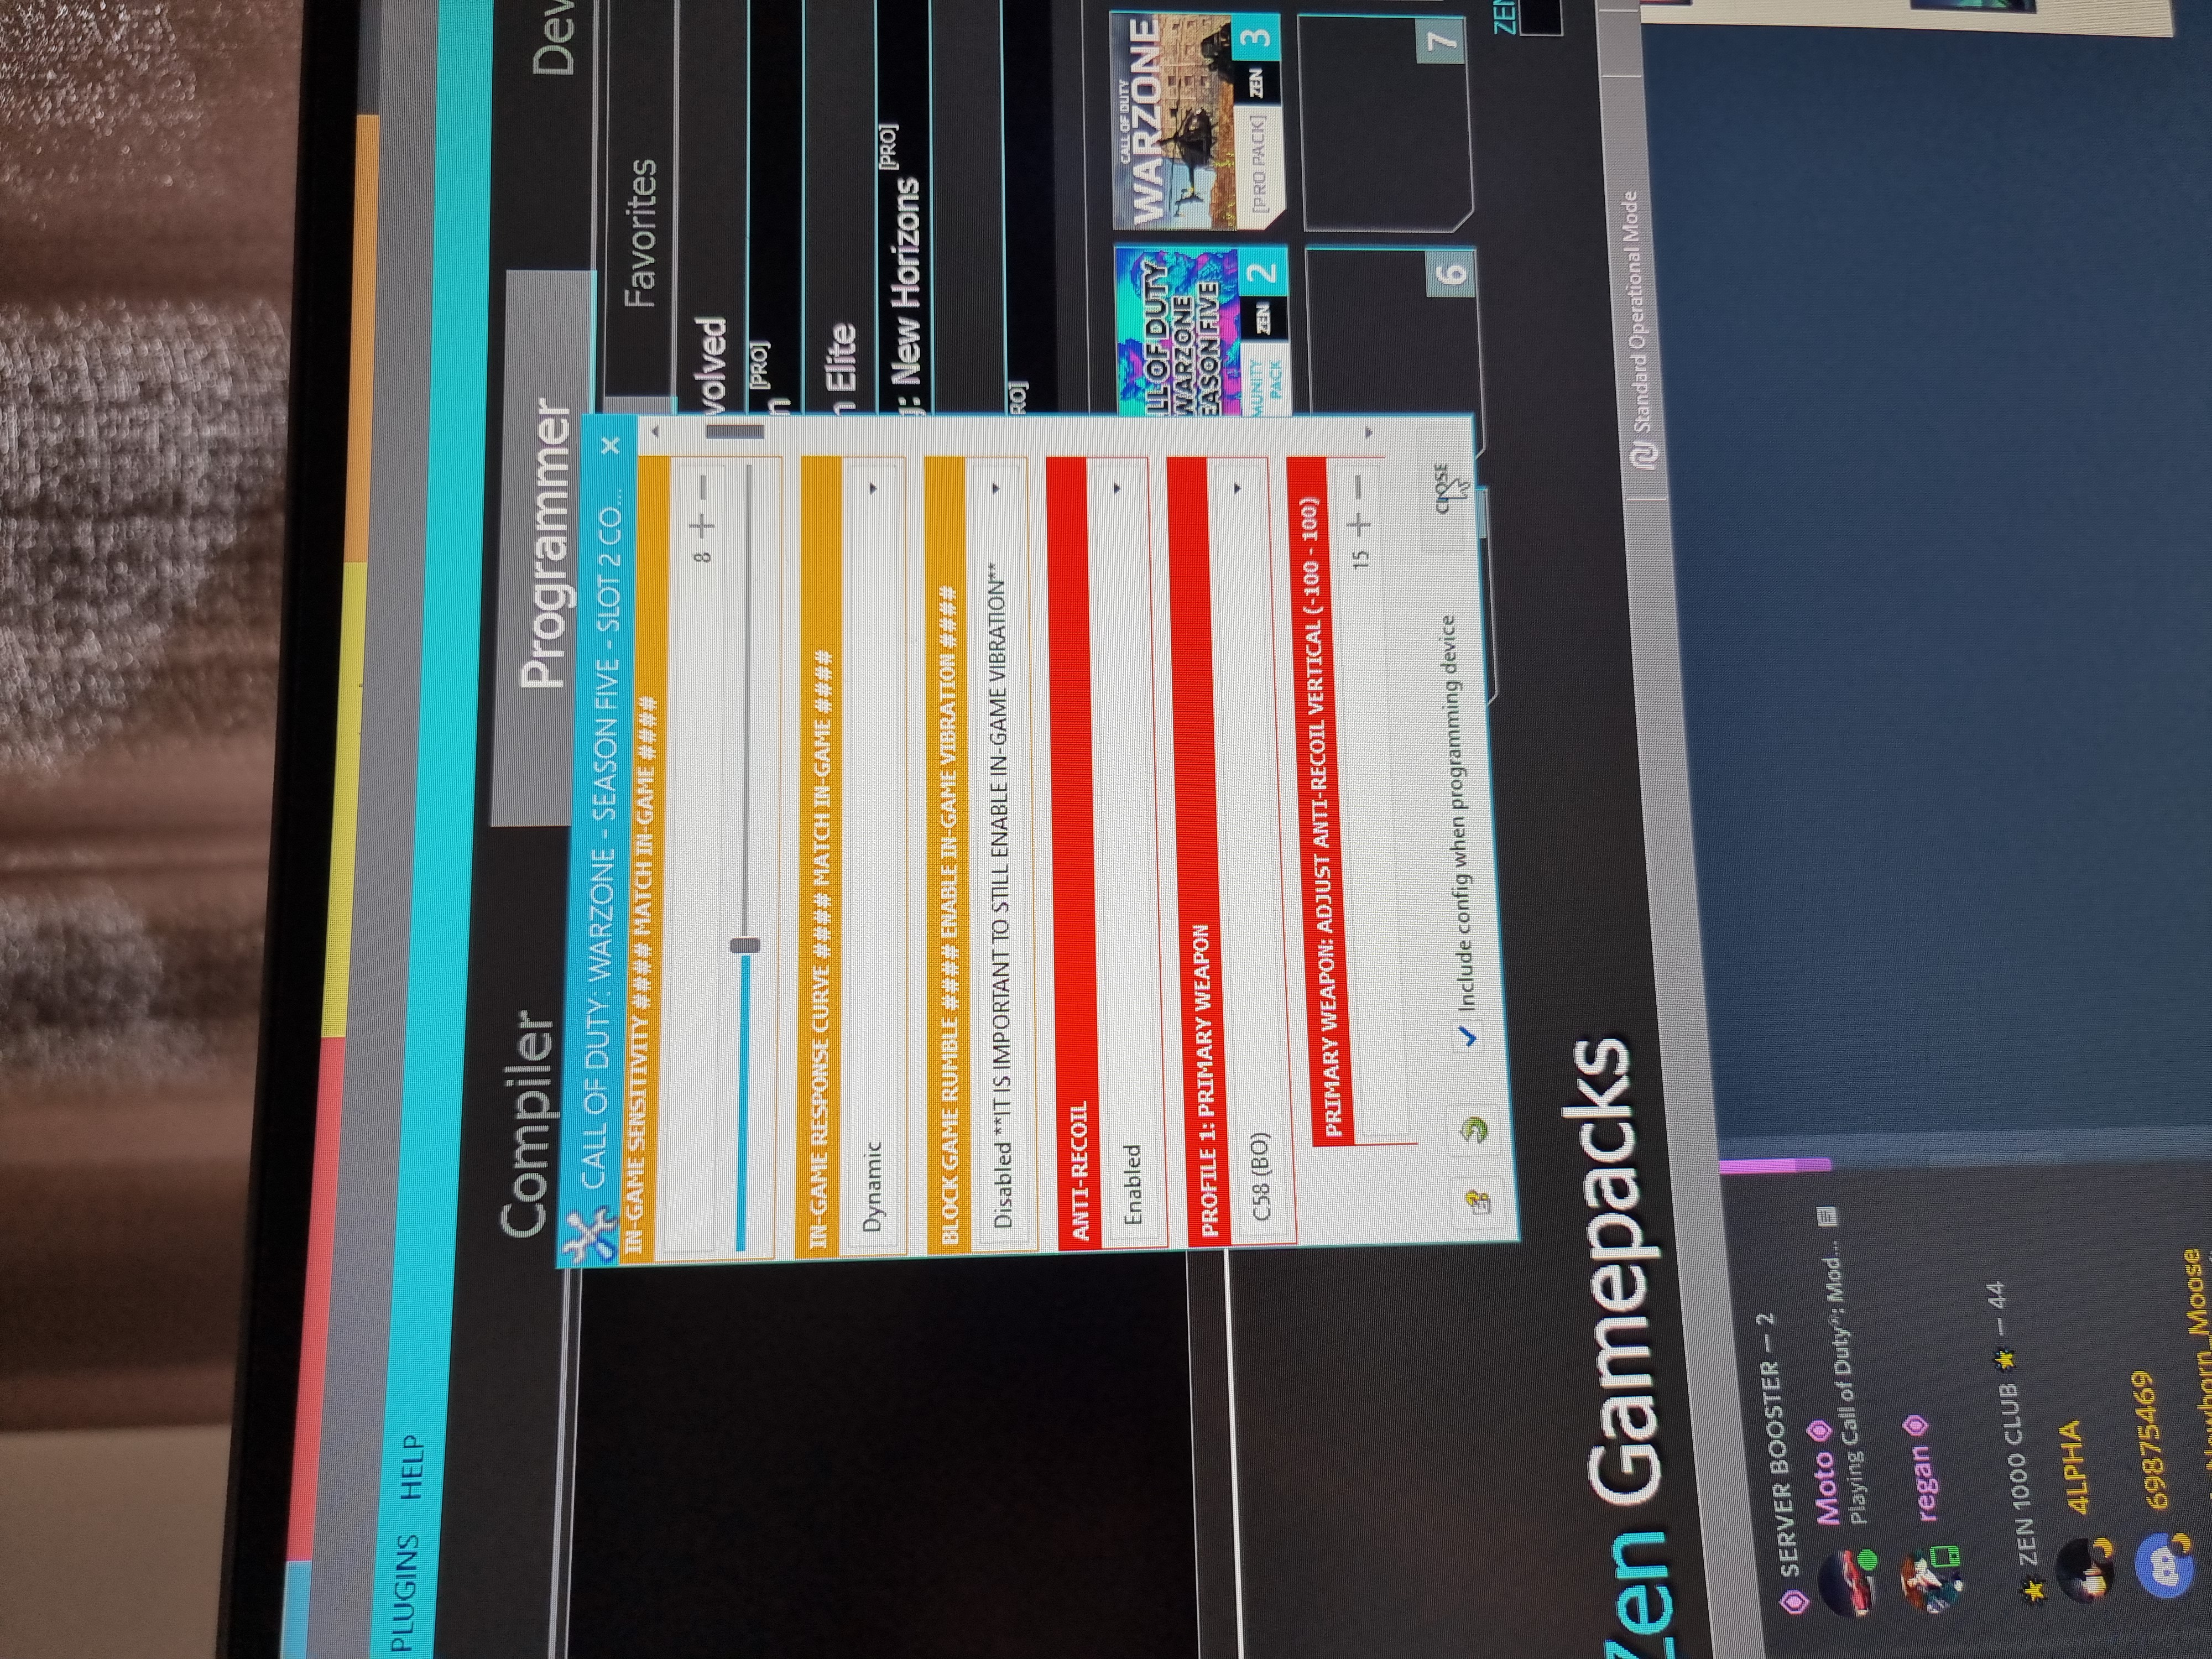 PLUGINS HELP
Compiler
Programmer
CALL OF DUTY: WARZONE - SEASON FIVE - SLOT 2 CO...
IN-GAME SENSITIVITY #### MATCH IN-GAME ####
8
IN-GAME RESPONSE CURVE #### MATCH IN-GAME ####
Dynamic
BLOCK GAME RUMBLE #### ENABLE IN-GAME VIBRATION ####
Disabled **IT IS IMPORTANT TO STILL ENABLE IN-GAME VIBRATION**
ANTI-RECOIL
Enabled
PROFILE 1: PRIMARY WEAPON
C58 (BO)
PRIMARY WEAPON: ADJUST ANTI-RECOIL VERTICAL (-100 - 100)
15
Include config when programming device
CLOSE
Dev
Favorites
volved
n [PRO]
n Elite
g: New Horizons [PRO]
RO]
LL OF DUTY
WARZONE
EASON FIVE
MUNITY
PACK
ZEN
2
CALL OF DUTY
WARZONE
[PRO PACK]
ZEN
3
6
7
ZEN
Zen Gamepacks
Standard Operational Mode
SERVER BOOSTER — 2
Moto
Playing Call of Duty®: Mod...
regan
ZEN 1000 CLUB — 44
4LPHA
69875469
Newborn_Moose